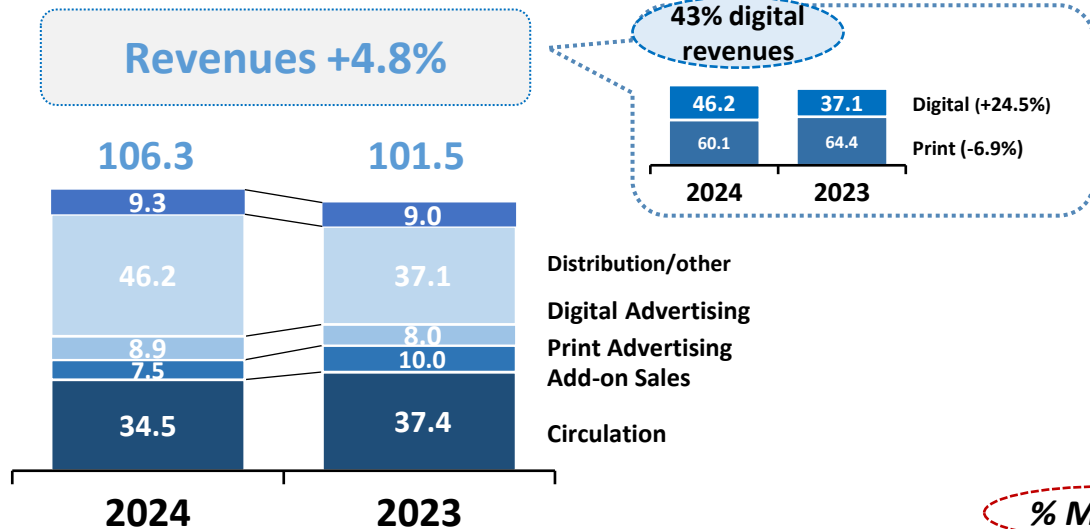 Revenues +4.8%
43% digital
revenues
46.2
37.1
Digital (+24.5%)
60.1
64.4
Print (-6.9%)
2024
2023
106.3
101.5
9.3
9.0
Distribution/other
46.2
37.1
Digital Advertising
8.9
8.0
Print Advertising
7.5
10.0
Add-on Sales
34.5
37.4
Circulation
2024
2023
% M